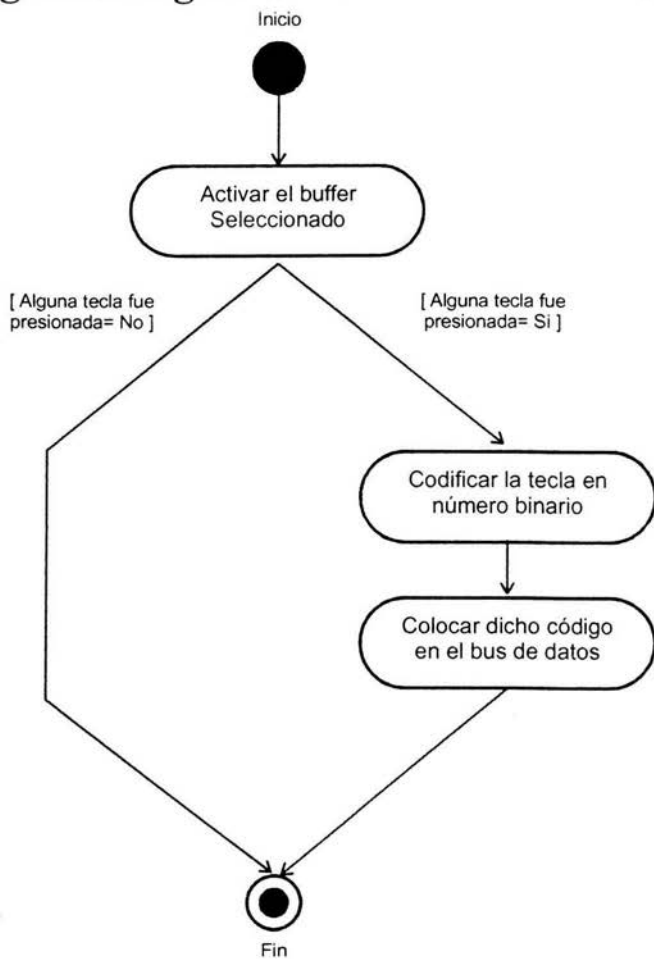 Inicio
Activar el buffer
Seleccionado
[ Alguna tecla fue
presionada= No ]
[ Alguna tecla fue
presionada= Si ]
Codificar la tecla en
número binario
Colocar dicho código
en el bus de datos
Fin